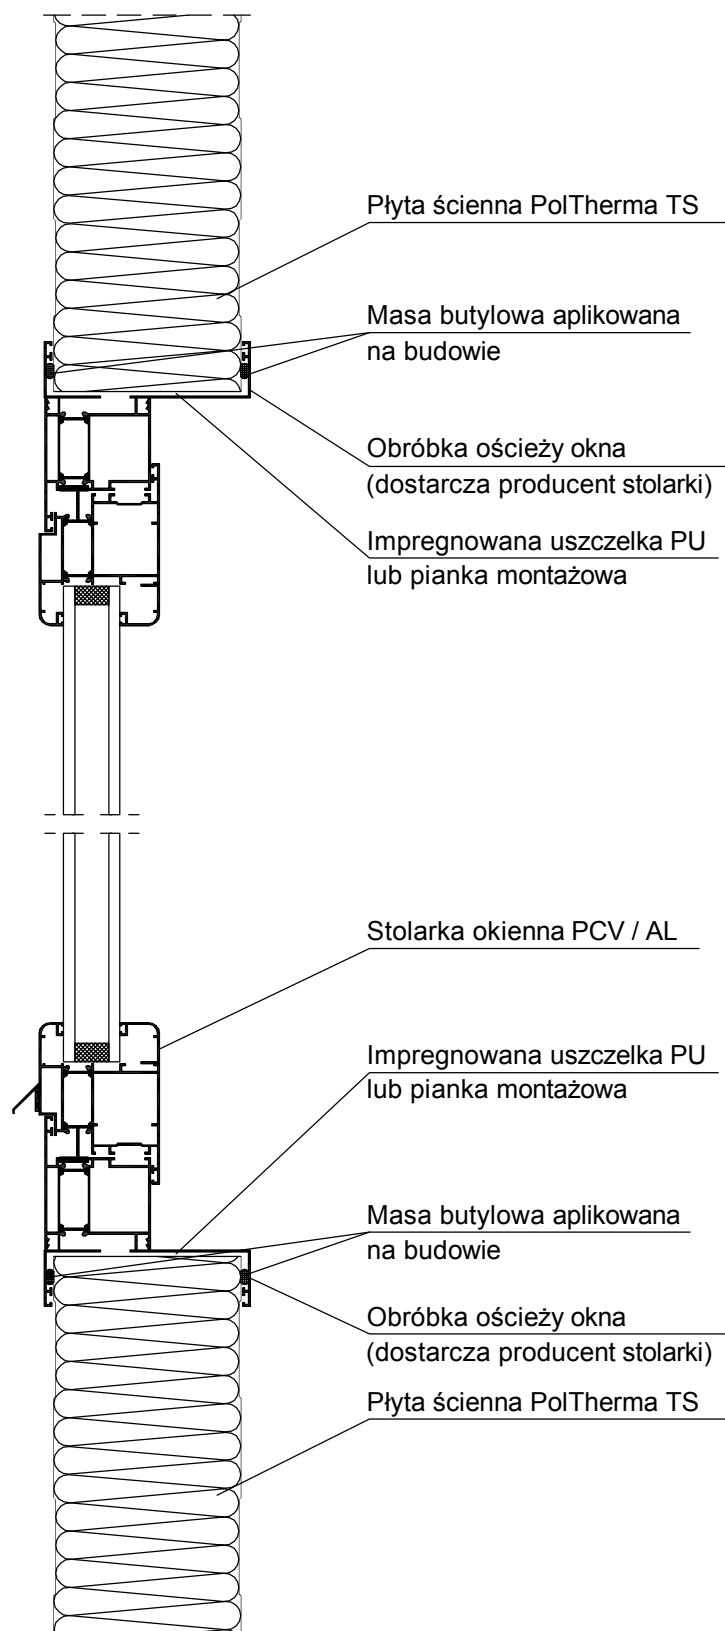 Płyta ścienna PolTherma TS
Masa butylowa aplikowana
na budowie
Obróbka ościeży okna
(dostarcza producent stolarki)
Impregnowana uszczelka PU
lub pianka montażowa
Stolarka okienna PCV / AL
Impregnowana uszczelka PU
lub pianka montażowa
Masa butylowa aplikowana
na budowie
Obróbka ościeży okna
(dostarcza producent stolarki)
Płyta ścienna PolTherma TS